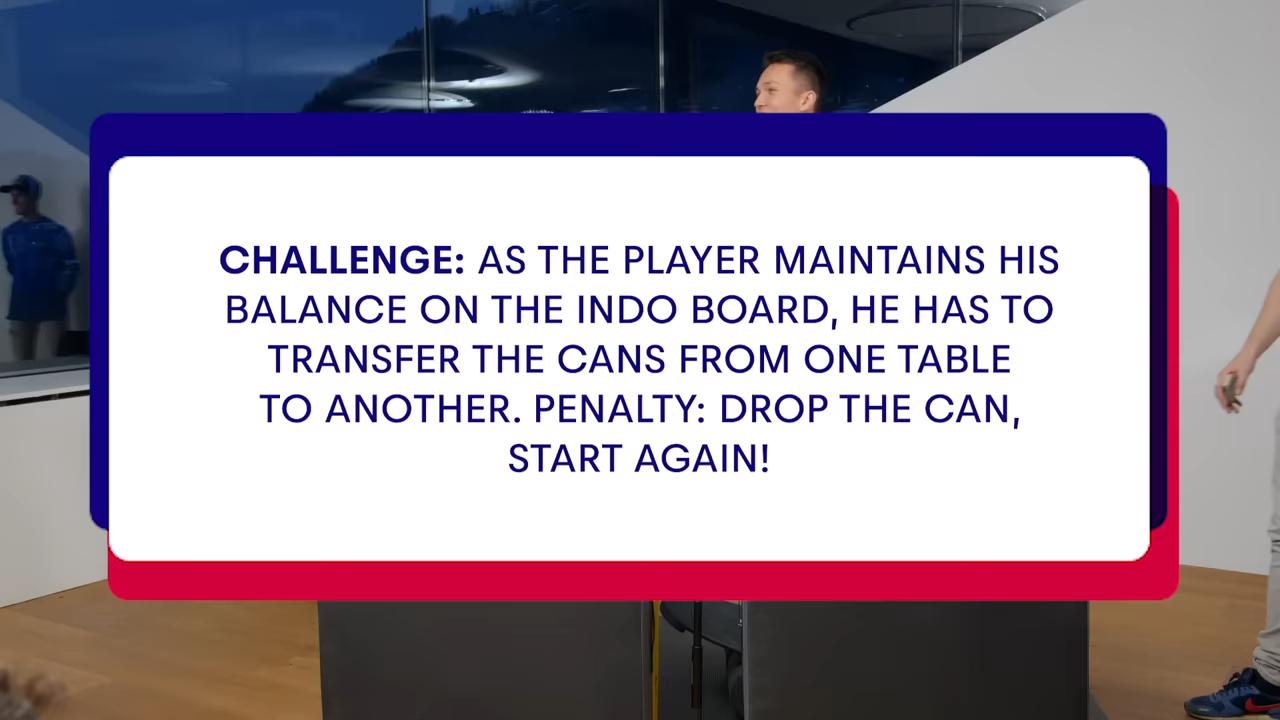 CHALLENGE: AS THE PLAYER MAINTAINS HIS
BALANCE ON THE INDO BOARD, HE HAS TO
TRANSFER THE CANS FROM ONE TABLE
TO ANOTHER. PENALTY: DROP THE CAN,
START AGAIN!